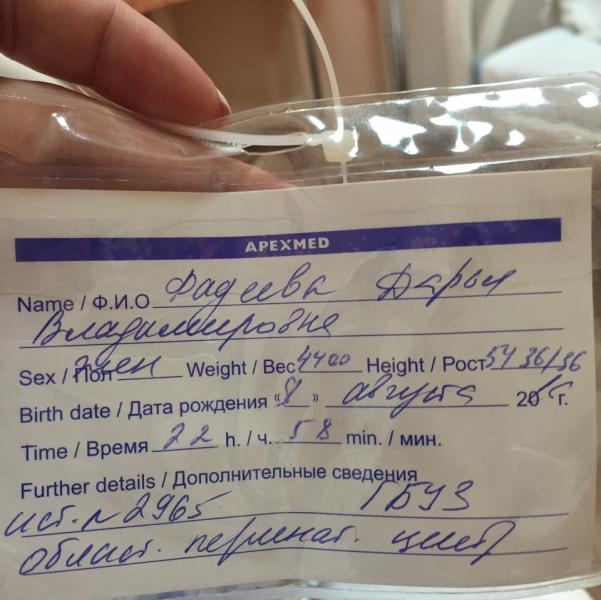 APEXMED
Name / Ф.И.О Фадеева Дарья
Владимировна
Sex / Пол жен Weight / Вес 4400 Height / Рост 54 36/36
Birth date / Дата рождения «8» августа 20 г.
Time / Время 22 h. / ч. 58 min. / мин.
Further details / Дополнительные сведения
ист. № 2965 ГБУЗ
област. перинат. центр